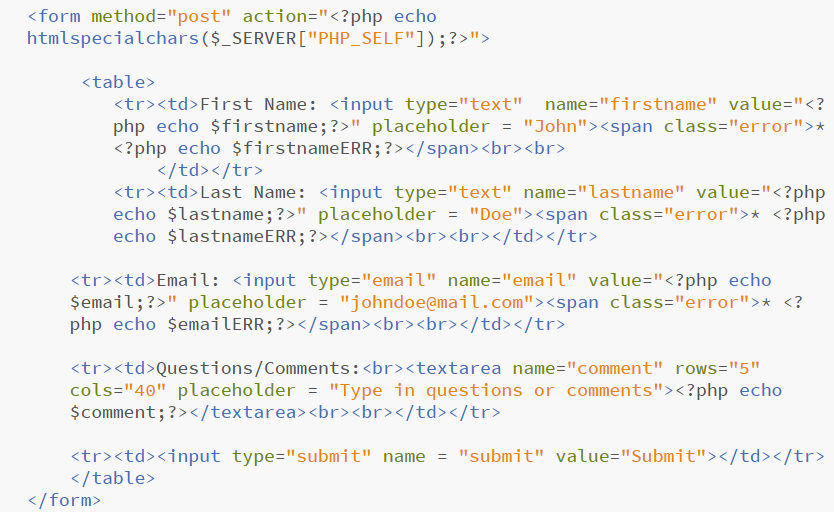 <form method="post" action="<?php echo
htmlspecialchars($_SERVER["PHP_SELF"]);?>">
<table>
<tr><td>First Name: <input type="text"  name="firstname" value="<?
php echo $firstname;?>" placeholder = "John"><span class="error">*
<?php echo $firstnameERR;?></span><br><br>
</td></tr>
<tr><td>Last Name: <input type="text" name="lastname" value="<?php
echo $lastname;?>" placeholder = "Doe"><span class="error">* <?php
echo $lastnameERR;?></span><br><br></td></tr>
<tr><td>Email: <input type="email" name="email" value="<?php echo
$email;?>" placeholder = "johndoe@mail.com"><span class="error">* <?
php echo $emailERR;?></span><br><br></td></tr>
<tr><td>Questions/Comments:<br><textarea name="comment" rows="5"
cols="40" placeholder = "Type in questions or comments"><?php echo
$comment;?></textarea><br><br></td></tr>
<tr><td><input type="submit" name = "submit" value="Submit"></td></tr>
</table>
</form>